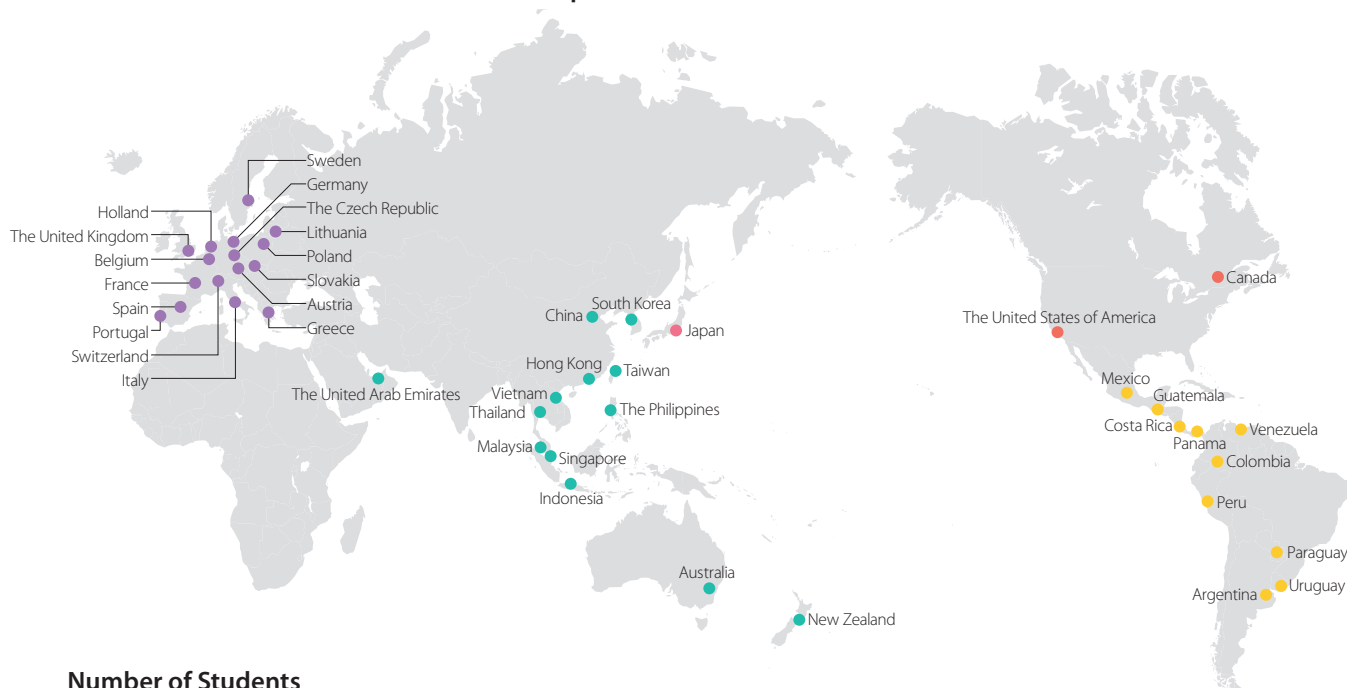 Sweden
Germany
The Czech Republic
Lithuania
Poland
Slovakia
Austria
Greece
Holland
The United Kingdom
Belgium
France
Spain
Portugal
Switzerland
Italy
The United Arab Emirates
China
South Korea
Japan
Hong Kong
Taiwan
Vietnam
Thailand
The Philippines
Malaysia
Singapore
Indonesia
Australia
New Zealand
Canada
The United States of America
Mexico
Guatemala
Costa Rica
Panama
Venezuela
Colombia
Peru
Paraguay
Uruguay
Argentina
Number of Students